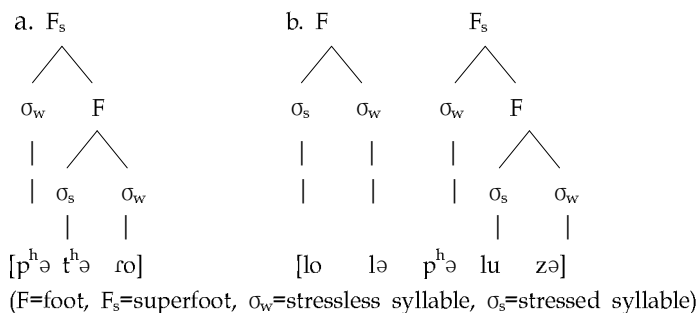 a. Fₛ b. F Fₛ
σw F σₛ σw σw F
σₛ σw σₛ σw
[pʰə tʰə ɾo] [lo lə pʰə lu zə]
(F=foot, Fₛ=superfoot, σw=stressless syllable, σₛ=stressed syllable)